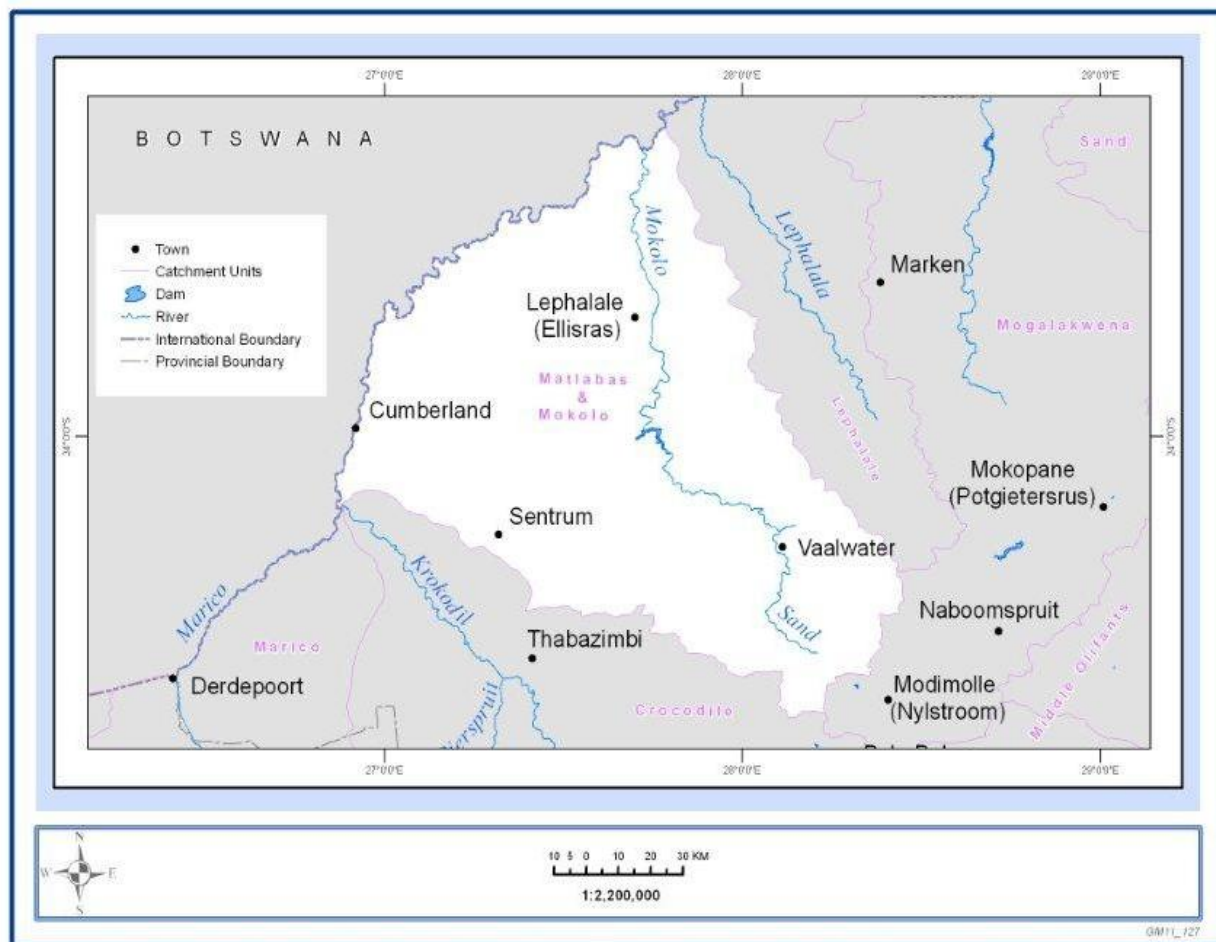 27°0'0"E
28°0'0"E
29°0'0"E
B O T S W A N A
Sand
Mokolo
Lephalala
Town
Catchment Units
Dam
River
International Boundary
Provincial Boundary
Marken
Lephalale
(Ellisras)
Mogalakwena
Matlabas
&
Mokolo
Cumberland
24°0'0"S
24°0'0"S
Lephalale
Mokopane
(Potgietersrus)
Sentrum
Vaalwater
Marico
Krokodil
Sand
Naboomspruit
Marico
Thabazimbi
Middle Olifants
Derdepoort
Modimolle
(Nylstroom)
Crocodile
27°0'0"E
28°0'0"E
29°0'0"E
N
W
E
S
10 5 0 10 20 30 KM
1:2,200,000
GM11_127